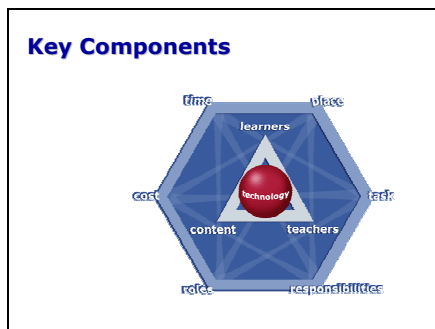 Key Components
time place
learners
cost technology task
content teachers
roles responsibilities